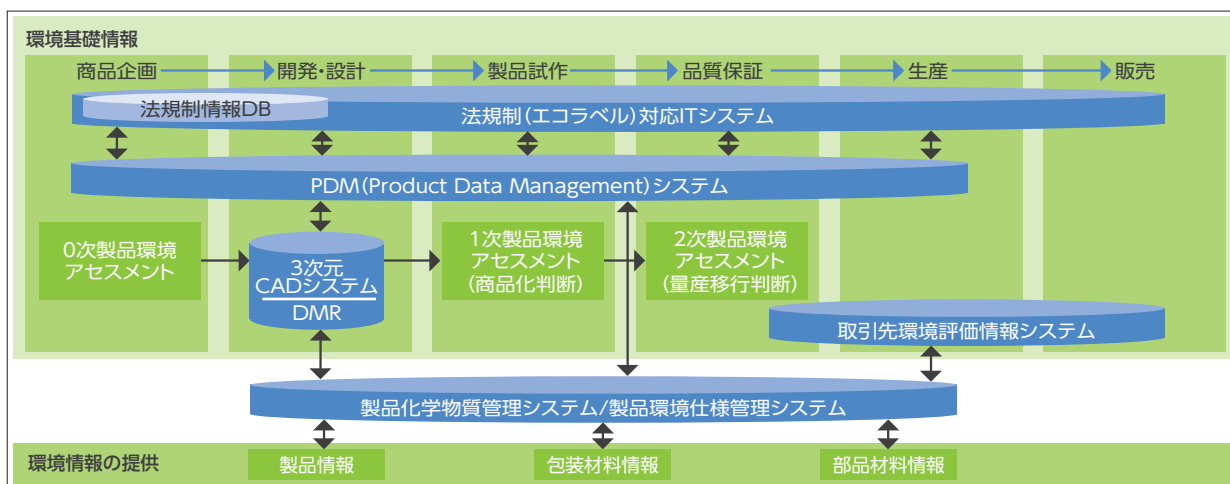 環境基礎情報
商品企画
開発・設計
製品試作
品質保証
生産
販売
法規制情報DB
法規制(エコラベル)対応ITシステム
PDM(Product Data Management)システム
0次製品環境
アセスメント
3次元
CADシステム
DMR
1次製品環境
アセスメント
(商品化判断)
2次製品環境
アセスメント
(量産移行判断)
取引先環境評価情報システム
製品化学物質管理システム/製品環境仕様管理システム
環境情報の提供
製品情報
包装材料情報
部品材料情報